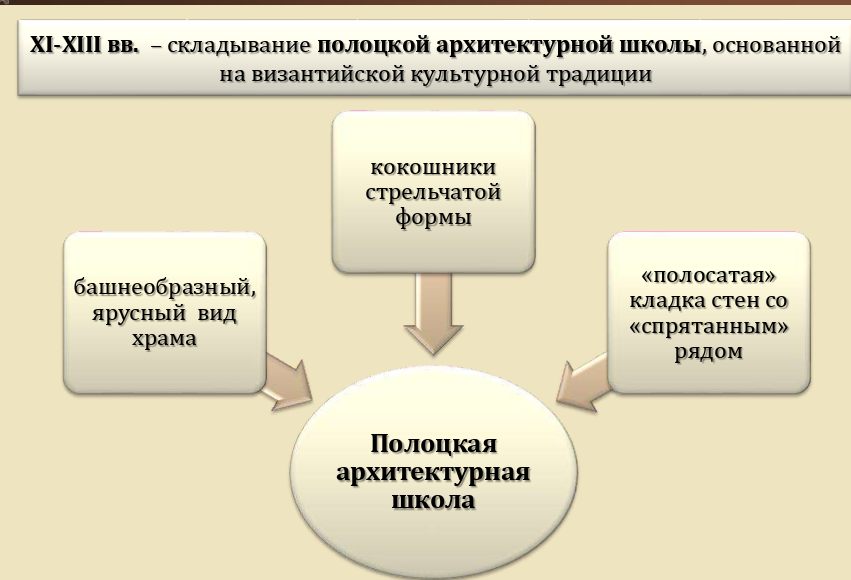 XI-XIII вв. – складывание полоцкой архитектурной школы, основанной
на византийской культурной традиции
кокошники
стрельчатой
формы
башнеобразный,
ярусный вид
храма
«полосатая»
кладка стен со
«спрятанным»
рядом
Полоцкая
архитектурная
школа